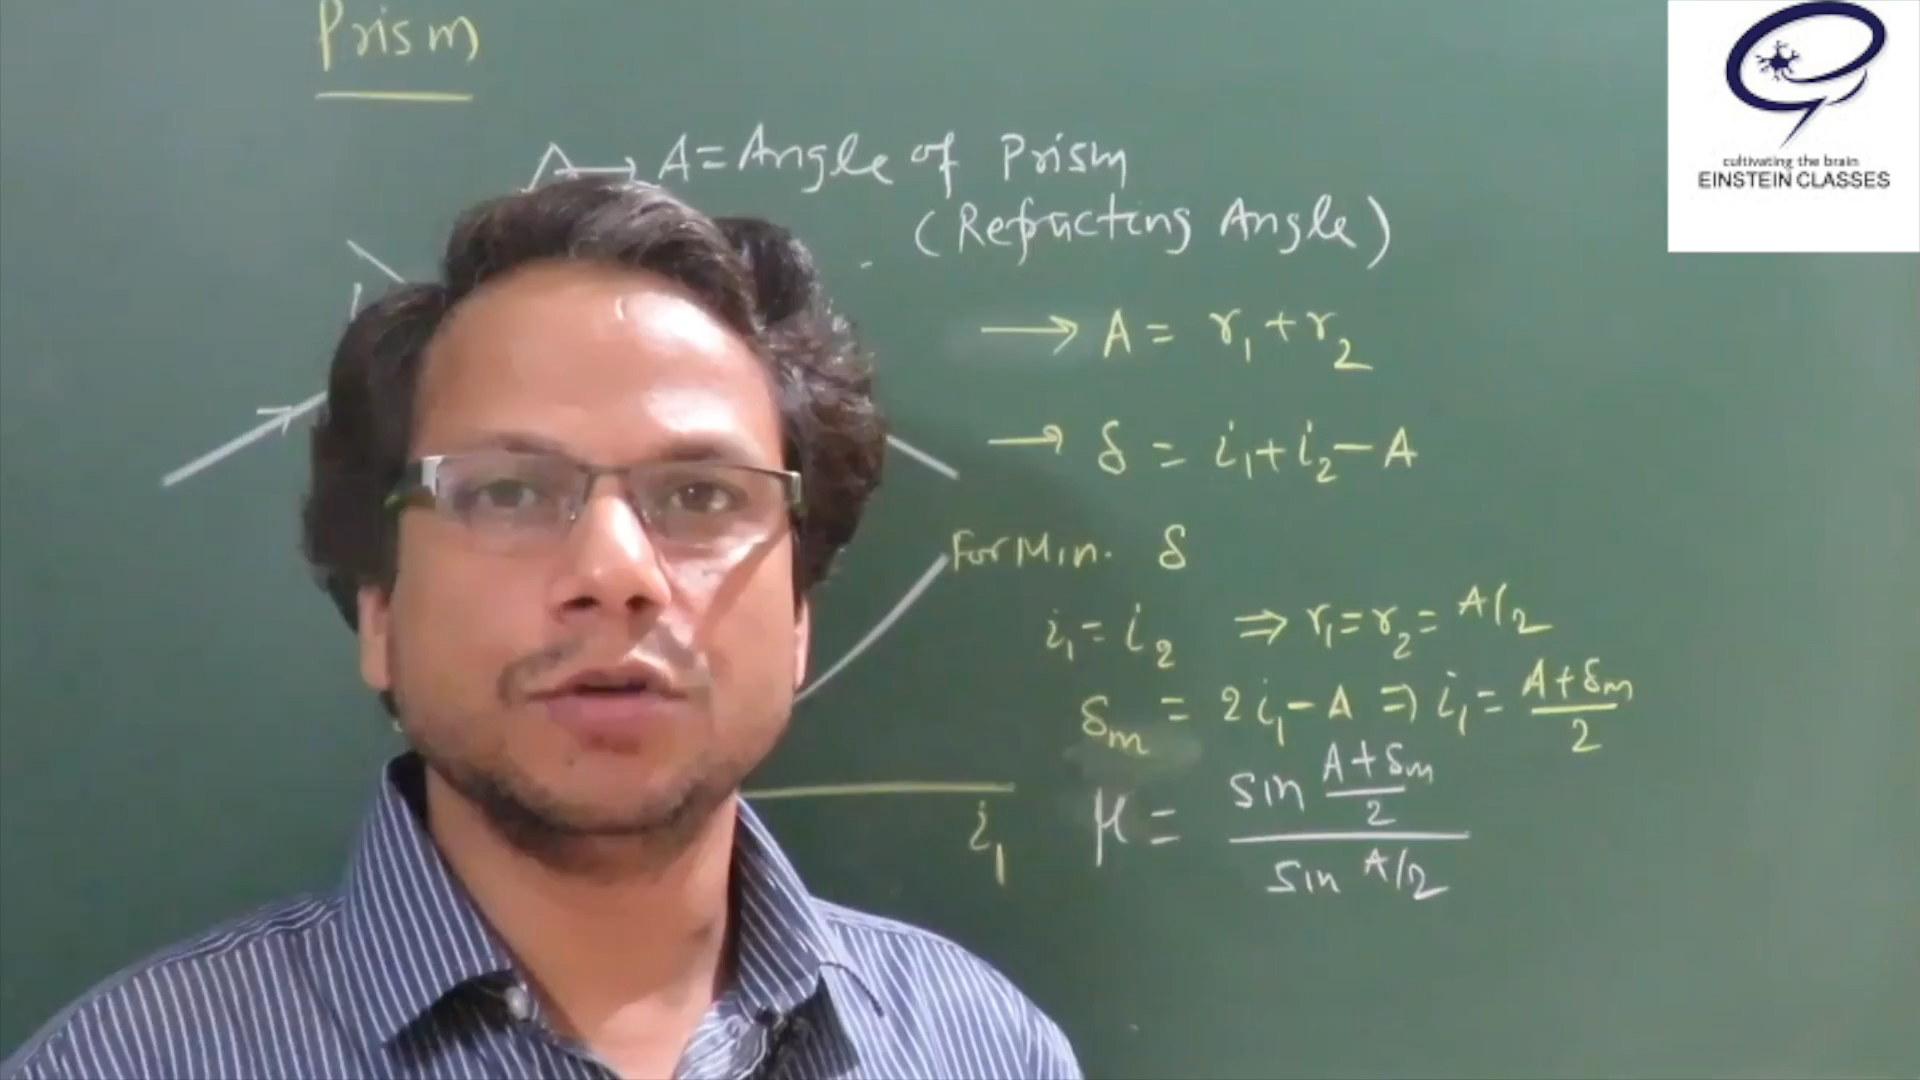 Prism
A = Angle of Prism
(Refracting Angle)
→ A = r₁ + r₂
→ δ = i₁ + i₂ − A
For Min. δ
i₁ = i₂ ⇒ r₁ = r₂ = A/2
δm = 2i₁ − A ⇒ i₁ = (A + δm)/2
μ = sin (A + δm)/2 / sin A/2
i₁
cultivating the brain
EINSTEIN CLASSES